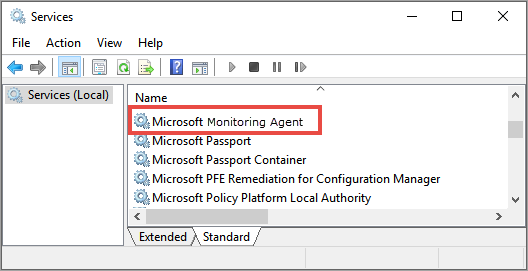 Services
File Action View Help
Services (Local)
Name
Microsoft Monitoring Agent
Microsoft Passport
Microsoft Passport Container
Microsoft PFE Remediation for Configuration Manager
Microsoft Policy Platform Local Authority
Extended Standard